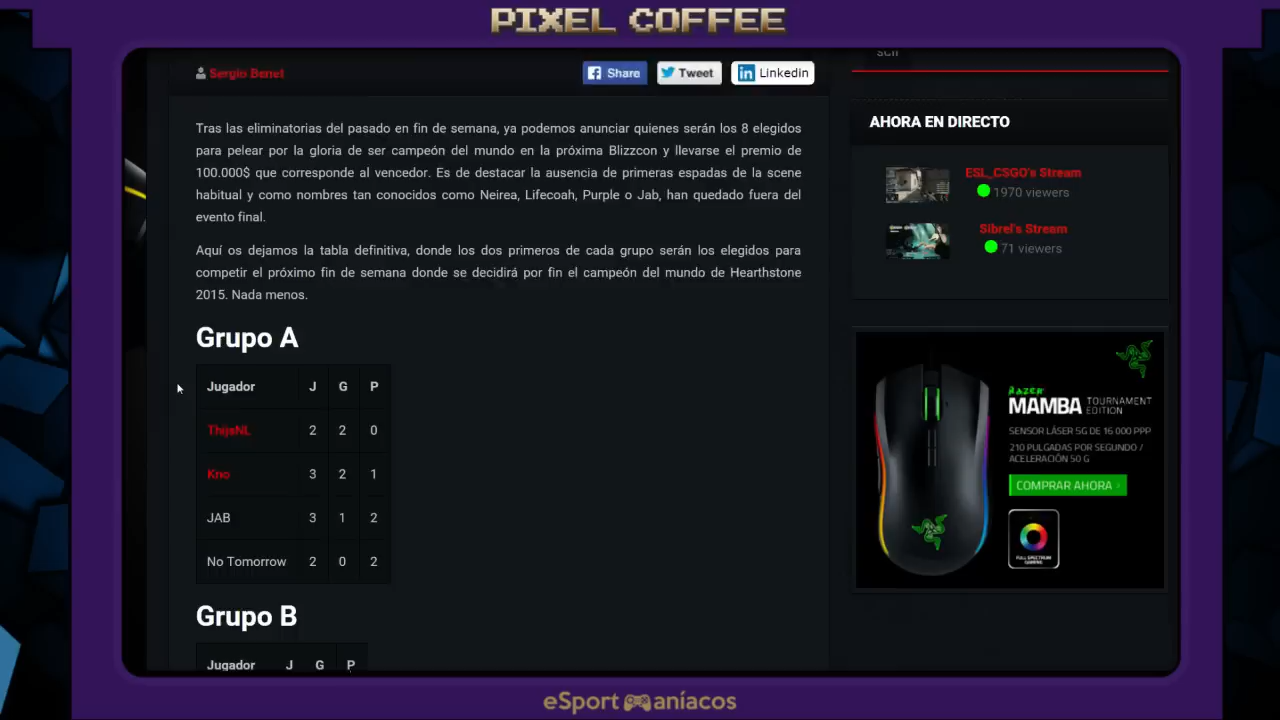 PIXEL COFFEE
Sergio Benet
Share
Tweet
Linkedin
Tras las eliminatorias del pasado en fin de semana, ya podemos anunciar quienes serán los 8 elegidos
para pelear por la gloria de ser campeón del mundo en la próxima Blizzcon y llevarse el premio de
100.000$ que corresponde al vencedor. Es de destacar la ausencia de primeras espadas de la scene
habitual y como nombres tan conocidos como Neirea, Lifecoah, Purple o Jab, han quedado fuera del
evento final.
Aquí os dejamos la tabla definitiva, donde los dos primeros de cada grupo serán los elegidos para
competir el próximo fin de semana donde se decidirá por fin el campeón del mundo de Hearthstone
2015. Nada menos.
Grupo A
Jugador J G P
ThijsNL 2 2 0
Kno 3 2 1
JAB 3 1 2
No Tomorrow 2 0 2
Grupo B
Jugador J G P
AHORA EN DIRECTO
ESL_CSGO's Stream
1970 viewers
Sibrel's Stream
71 viewers
RAZER
MAMBA TOURNAMENT
EDITION
SENSOR LÁSER 5G DE 16 000 PPP
210 PULGADAS POR SEGUNDO /
ACELERACIÓN 50 G
COMPRAR AHORA
FULL SPECTRUM
GAMING
eSport maníacos